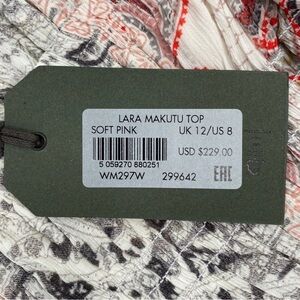 LARA MAKUTU TOP
SOFT PINK UK 12/US 8
USD $229.00
5 059270 880251
WM297W 299642 EAC